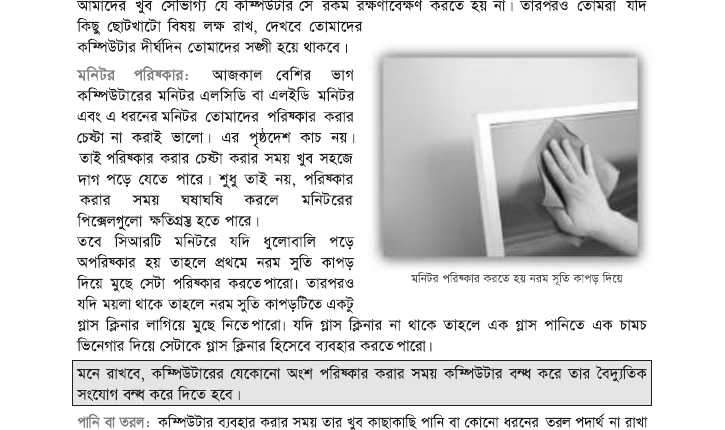 আমাদের খুব সৌভাগ্য যে কম্পিউটার সে রকম রক্ষণাবেক্ষণ করতে হয় না। তারপরও তোমরা যদি
কিছু ছোটখাটো বিষয় লক্ষ রাখ, দেখবে তোমাদের
কম্পিউটার দীর্ঘদিন তোমাদের সঙ্গী হয়ে থাকবে।
মনিটর পরিষ্কার: আজকাল বেশির ভাগ
কম্পিউটারের মনিটর এলসিডি বা এলইডি মনিটর
এবং এ ধরনের মনিটর তোমাদের পরিষ্কার করার
চেষ্টা না করাই ভালো। এর পৃষ্ঠদেশ কাচ নয়।
তাই পরিষ্কার করার চেষ্টা করার সময় খুব সহজে
দাগ পড়ে যেতে পারে। শুধু তাই নয়, পরিষ্কার
করার সময় ঘষাঘষি করলে মনিটরের
পিক্সেলগুলো ক্ষতিগ্রস্ত হতে পারে।
তবে সিআরটি মনিটরে যদি ধুলোবালি পড়ে
অপরিষ্কার হয় তাহলে প্রথমে নরম সুতি কাপড়
দিয়ে মুছে সেটা পরিষ্কার করতে পারো। তারপরও
যদি ময়লা থাকে তাহলে নরম সুতি কাপড়টিতে একটু
গ্লাস ক্লিনার লাগিয়ে মুছে নিতে পারো। যদি গ্লাস ক্লিনার না থাকে তাহলে এক গ্লাস পানিতে এক চামচ
ভিনেগার দিয়ে সেটাকে গ্লাস ক্লিনার হিসেবে ব্যবহার করতে পারো।
মনিটর পরিষ্কার করতে হয় নরম সূতি কাপড় দিয়ে
মনে রাখবে, কম্পিউটারের যেকোনো অংশ পরিষ্কার করার সময় কম্পিউটার বন্ধ করে তার বৈদ্যুতিক
সংযোগ বন্ধ করে দিতে হবে।
পানি বা তরল: কম্পিউটার ব্যবহার করার সময় তার খুব কাছাকাছি পানি বা কোনো ধরনের তরল পদার্থ না রাখা